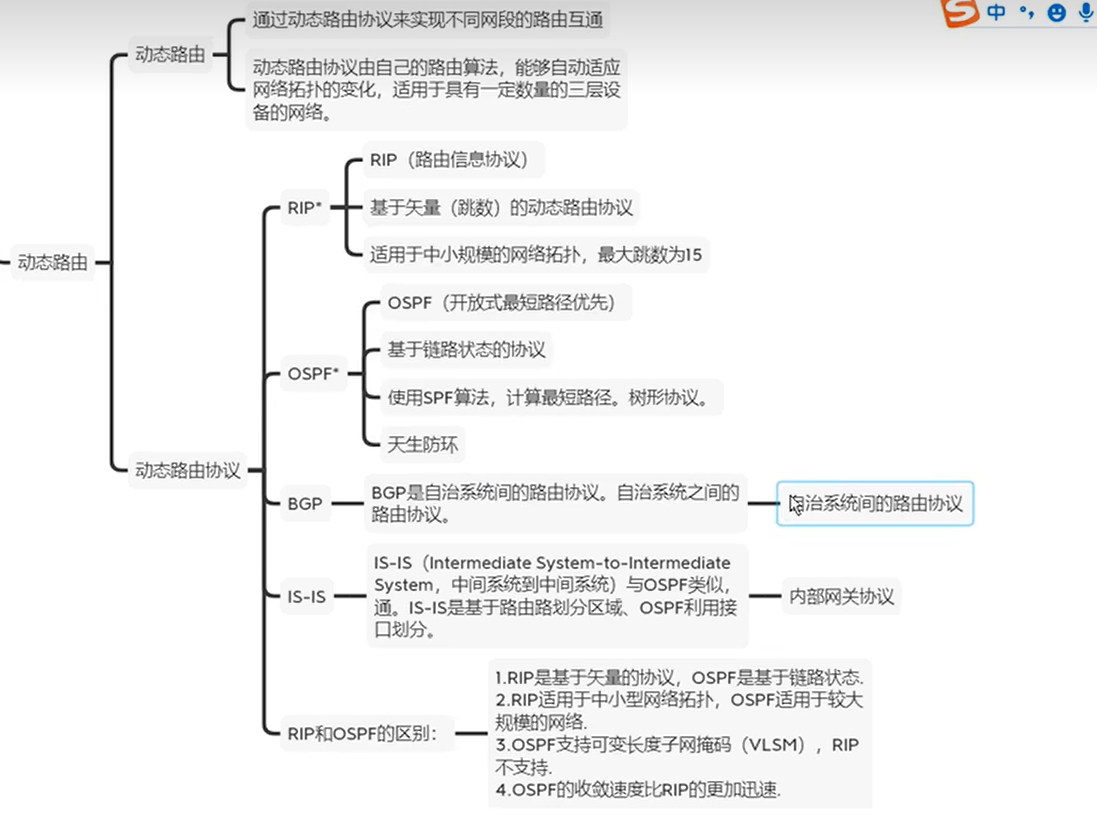 通过动态路由协议来实现不同网段的路由互通
动态路由
动态路由协议由自己的路由算法，能够自动适应
网络拓扑的变化，适用于具有一定数量的三层设
备的网络。
动态路由
RIP（路由信息协议）
RIP*
基于矢量（跳数）的动态路由协议
适用于中小规模的网络拓扑，最大跳数为15
OSPF（开放式最短路径优先）
基于链路状态的协议
OSPF*
使用SPF算法，计算最短路径。树形协议。
天生防环
动态路由协议
BGP
BGP是自治系统间的路由协议。自治系统之间的
路由协议。
自治系统间的路由协议
IS-IS
IS-IS（Intermediate System-to-Intermediate
System，中间系统到中间系统）与OSPF类似，
通。IS-IS是基于路由路划分区域、OSPF利用接
口划分。
内部网关协议
RIP和OSPF的区别：
1.RIP是基于矢量的协议，OSPF是基于链路状态.
2.RIP适用于中小型网络拓扑，OSPF适用于较大
规模的网络.
3.OSPF支持可变长度子网掩码（VLSM），RIP
不支持.
4.OSPF的收敛速度比RIP的更加迅速.
S中